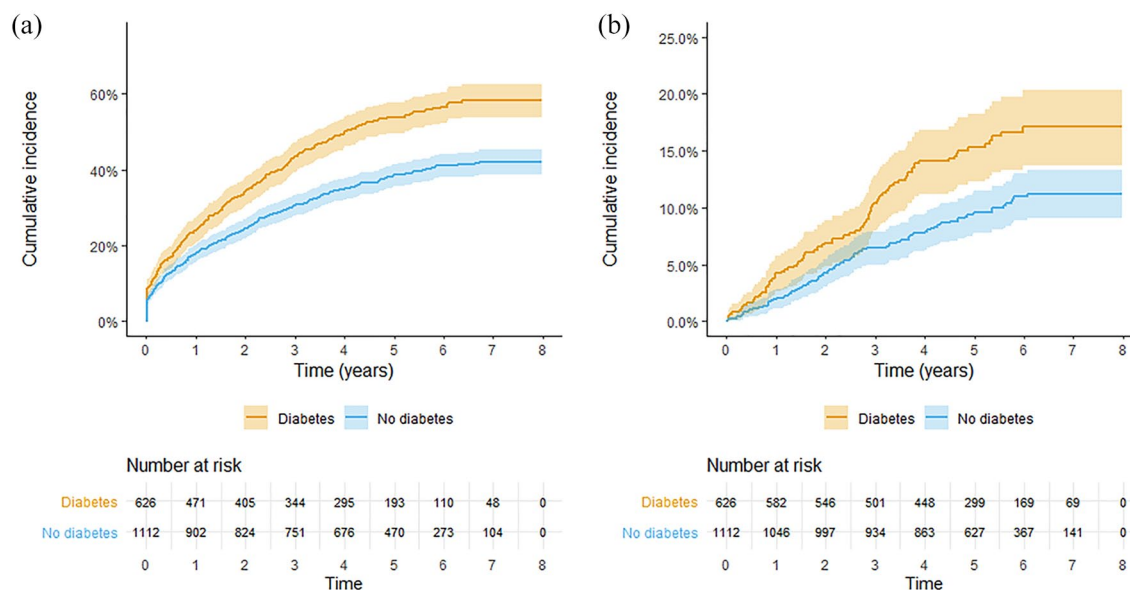 (a)
Cumulative incidence
60%
40%
20%
0%
0 1 2 3 4 5 6 7 8
Time (years)
Diabetes No diabetes
Number at risk
Diabetes 626 471 405 344 295 193 110 48 0
No diabetes 1112 902 824 751 676 470 273 104 0
0 1 2 3 4 5 6 7 8
Time
(b)
Cumulative incidence
25.0%
20.0%
15.0%
10.0%
5.0%
0.0%
0 1 2 3 4 5 6 7 8
Time (years)
Diabetes No diabetes
Number at risk
Diabetes 626 582 546 501 448 299 169 69 0
No diabetes 1112 1046 997 934 863 627 367 141 0
0 1 2 3 4 5 6 7 8
Time